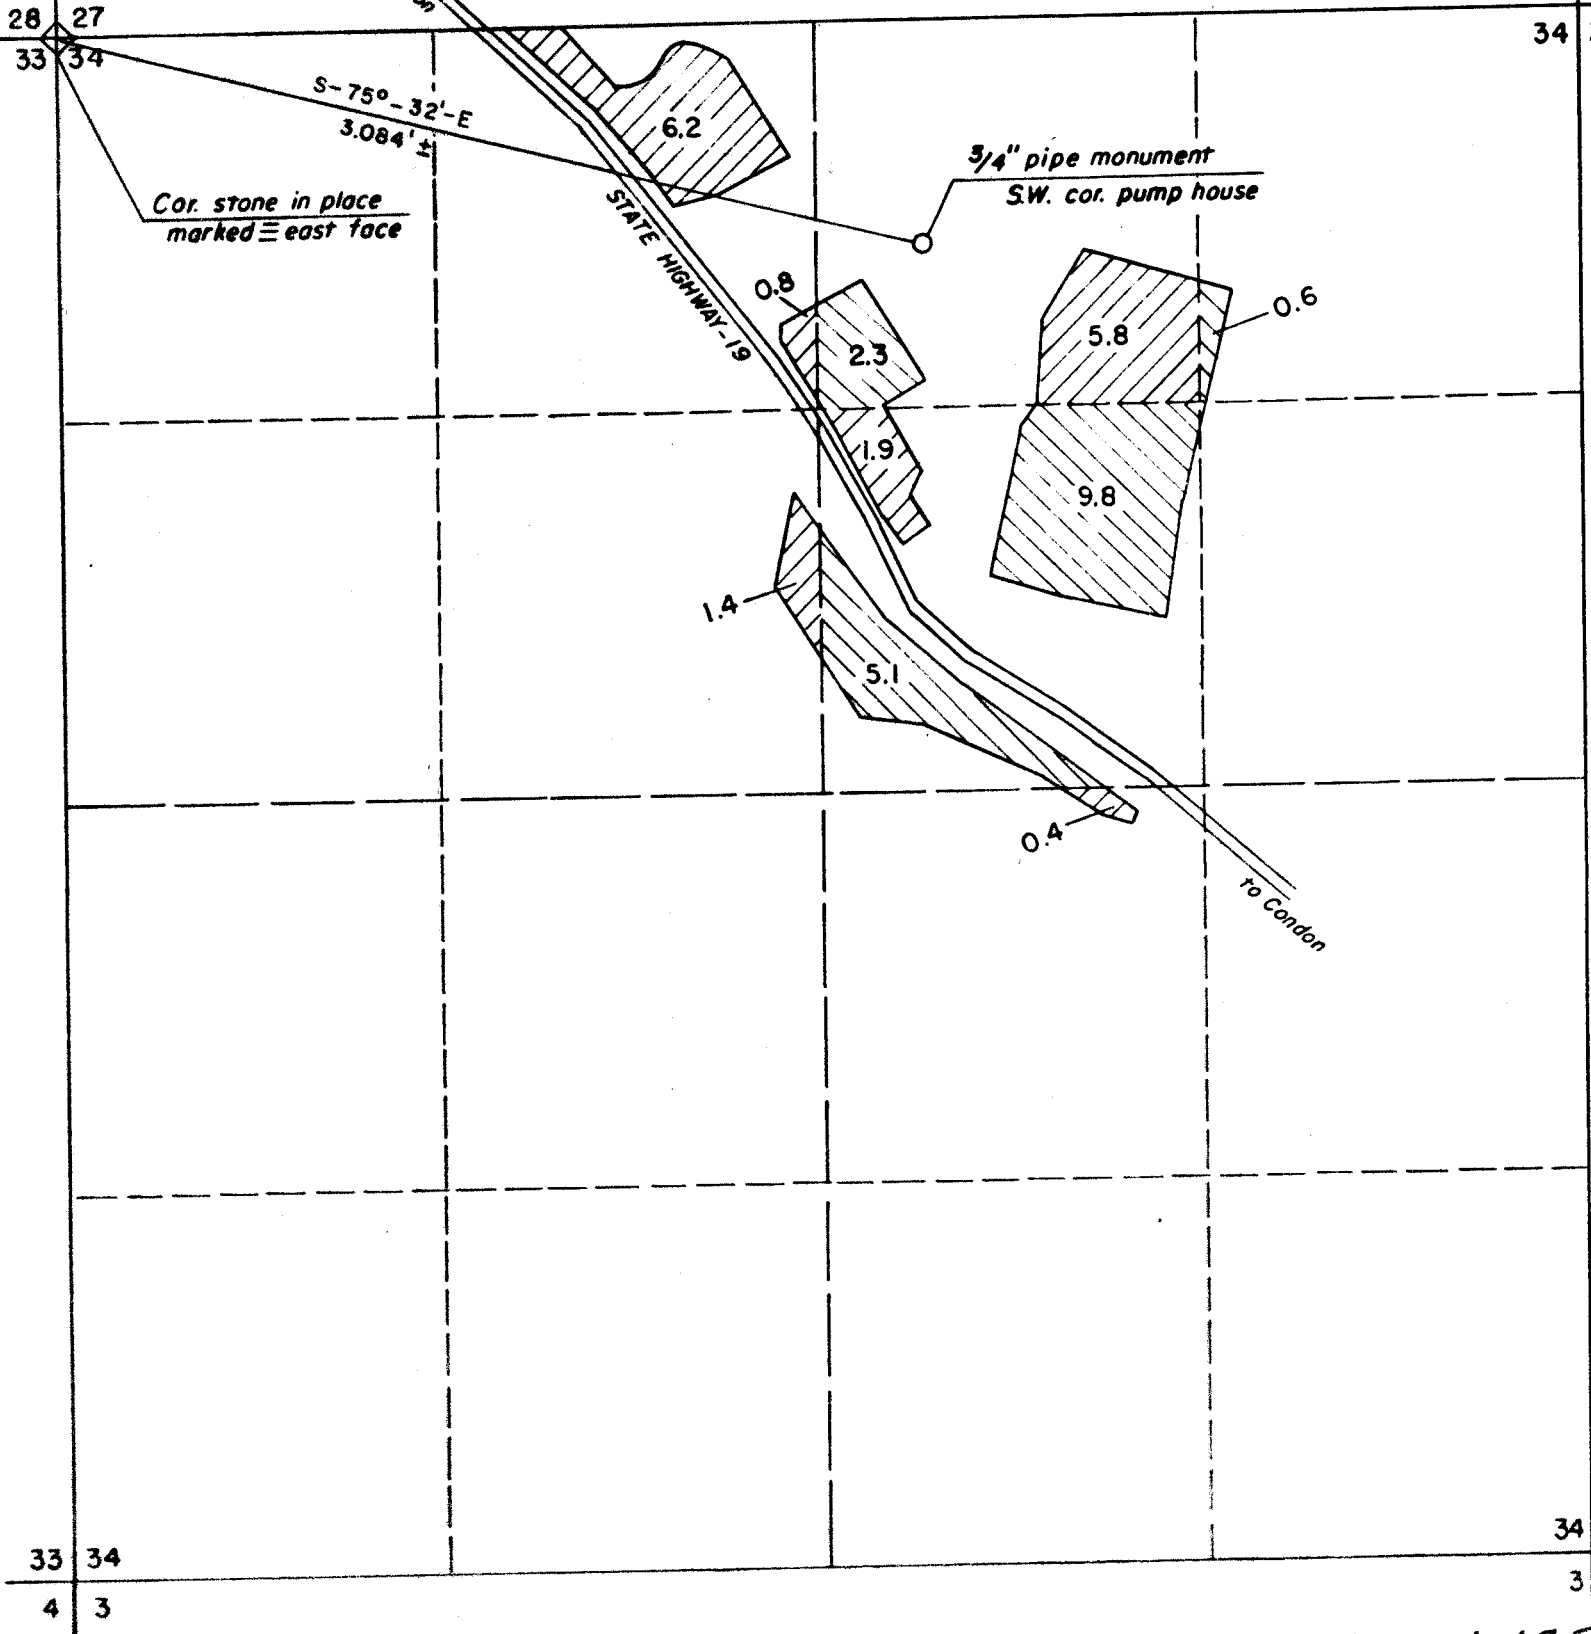 28 27
33 34
34
S-75°-32'-E
3.084' ±
6.2
Cor. stone in place
marked ☰ east face
3/4" pipe monument
S.W. cor. pump house
STATE HIGHWAY-19
0.8
2.3
5.8
0.6
1.9
9.8
1.4
5.1
0.4
to Condon
33 34
4 3
34
3